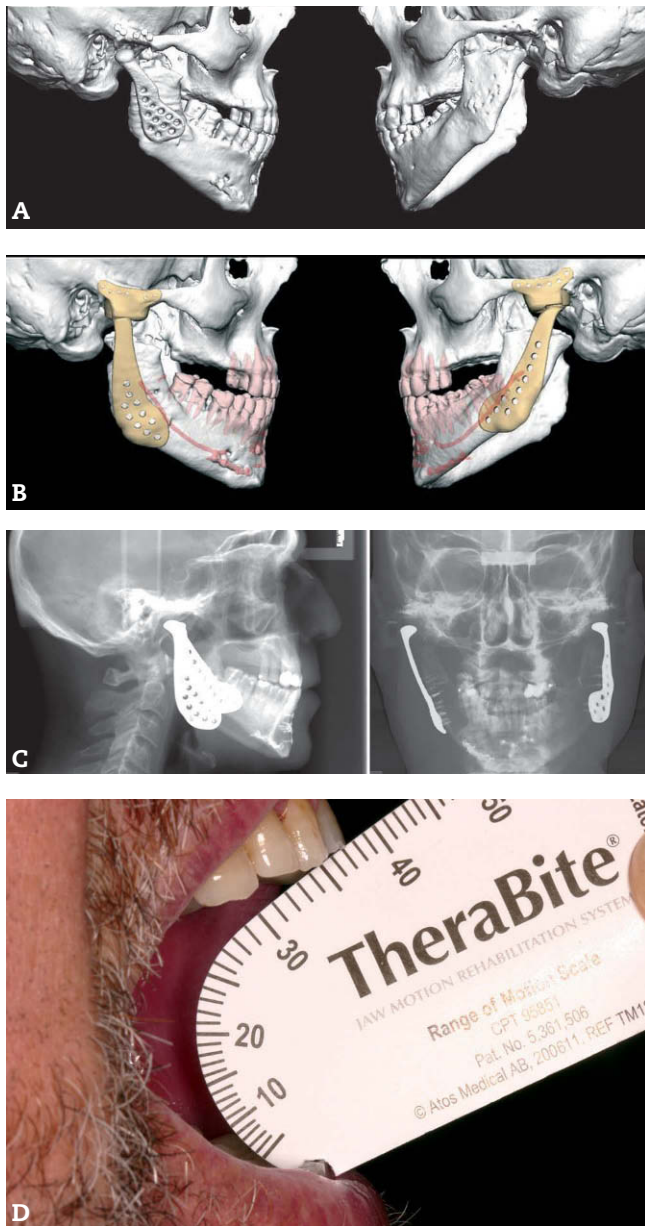 A
B
C
50
40
30
20
10
TheraBite®
JAW MOTION REHABILITATION SYSTEM
Range of Motion Scale
CPT 95851
Pat. No. 5,361,506
© Atos Medical AB, 200611, REF TM1
D